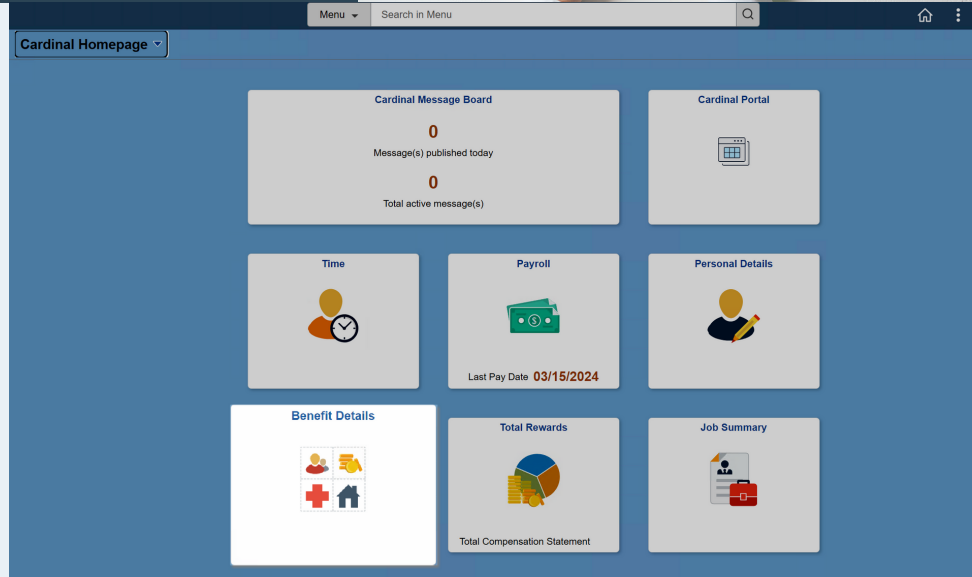 Menu
Search in Menu
Cardinal Homepage
Cardinal Message Board
0
Message(s) published today
0
Total active message(s)
Cardinal Portal
Time
Payroll
Last Pay Date 03/15/2024
Personal Details
Benefit Details
Total Rewards
Total Compensation Statement
Job Summary